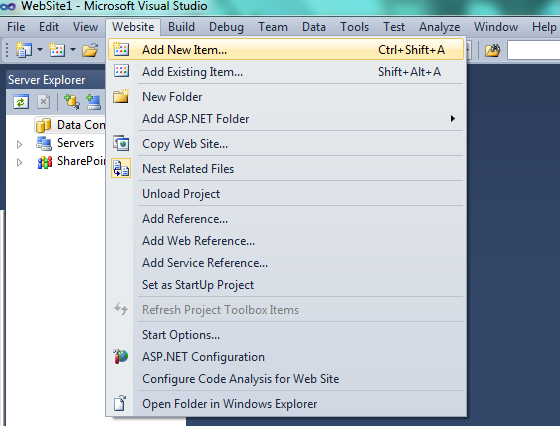 WebSite1 - Microsoft Visual Studio
File Edit View Website Build Team Data Tools Test Analyze Window He
Add New Item... Ctrl+Shift+A
Add Existing Item... Shift+Alt+A
New Folder
Add ASP.NET Folder
Copy Web Site...
Nest Related Files
Unload Project
Add Reference...
Add Web Reference...
Add Service Reference...
Set as StartUp Project
Refresh Project Toolbox Items
Start Options...
ASP.NET Configuration
Configure Code Analysis for Web Site
Open Folder in Windows Explorer
Server Explorer
Data Con
Servers
SharePoi